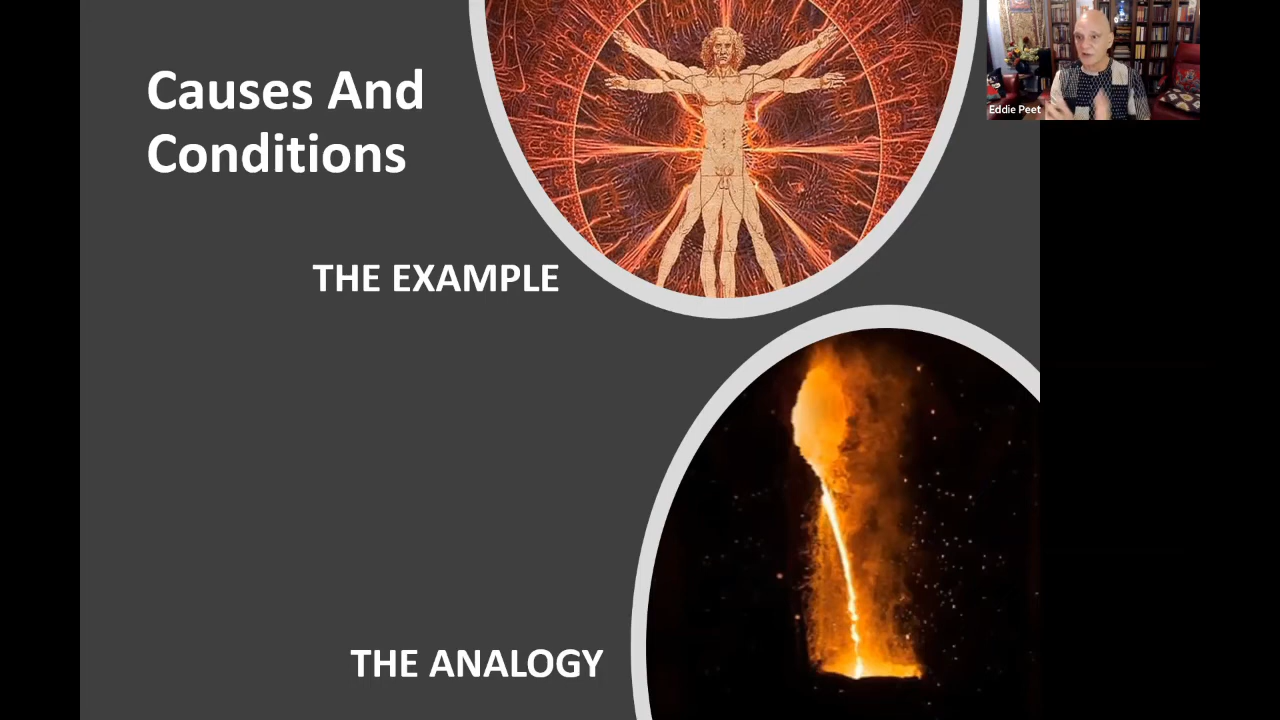 Causes And
Conditions
THE EXAMPLE
THE ANALOGY
Eddie Peet